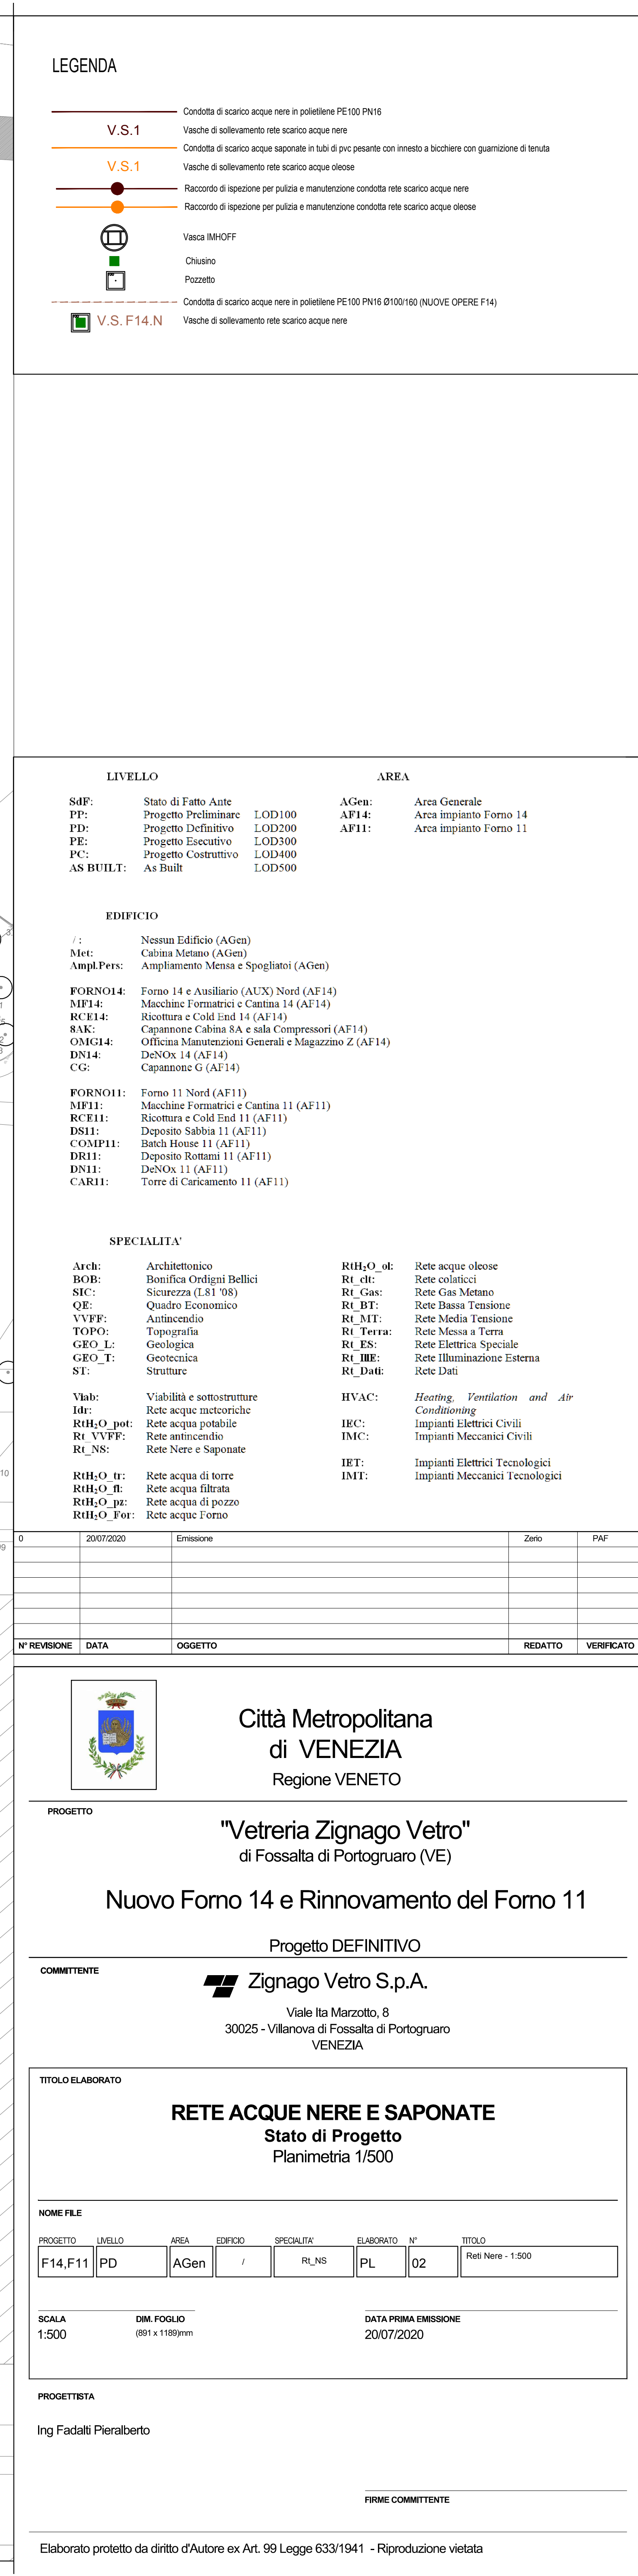 LEGENDA
Condotta di scarico acque nere in polietilene PE100 PN16
V.S.1 Vasche di sollevamento rete scarico acque nere
Condotta di scarico acque saponate in tubi di pvc pesante con innesto a bicchiere con guarnizione di tenuta
V.S.1 Vasche di sollevamento rete scarico acque oleose
Raccordo di ispezione per pulizia e manutenzione condotta rete scarico acque nere
Raccordo di ispezione per pulizia e manutenzione condotta rete scarico acque oleose
Vasca IMHOFF
Chiusino
Pozzetto
Condotta di scarico acque nere in polietilene PE100 PN16 Ø100/160 (NUOVE OPERE F14)
V.S. F14.N Vasche di sollevamento rete scarico acque nere
LIVELLO
SdF: Stato di Fatto Ante
PP: Progetto Preliminare LOD100
PD: Progetto Definitivo LOD200
PE: Progetto Esecutivo LOD300
PC: Progetto Costruttivo LOD400
AS BUILT: As Built LOD500
AREA
AGen: Area Generale
AF14: Area impianto Forno 14
AF11: Area impianto Forno 11
EDIFICIO
/ : Nessun Edificio (AGen)
Met: Cabina Metano (AGen)
Ampl.Pers: Ampliamento Mensa e Spogliatoi (AGen)
FORNO14: Forno 14 e Ausiliario (AUX) Nord (AF14)
MF14: Macchine Formatrici e Cantina 14 (AF14)
RCE14: Ricottura e Cold End 14 (AF14)
8AK: Capannone Cabina 8A e sala Compressori (AF14)
OMG14: Officina Manutenzioni Generali e Magazzino Z (AF14)
DN14: DeNOx 14 (AF14)
CG: Capannone G (AF14)
FORNO11: Forno 11 Nord (AF11)
MF11: Macchine Formatrici e Cantina 11 (AF11)
RCE11: Ricottura e Cold End 11 (AF11)
DS11: Deposito Sabbia 11 (AF11)
COMP11: Batch House 11 (AF11)
DR11: Deposito Rottami 11 (AF11)
DN11: DeNOx 11 (AF11)
CAR11: Torre di Caricamento 11 (AF11)
SPECIALITA'
Arch: Architettonico
BOB: Bonifica Ordigni Bellici
SIC: Sicurezza (L81 '08)
QE: Quadro Economico
VVFF: Antincendio
TOPO: Topografia
GEO_L: Geologica
GEO_T: Geotecnica
ST: Strutture
Viab: Viabilità e sottostrutture
Idr: Rete acque meteoriche
RtH2O_pot: Rete acqua potabile
Rt_VVFF: Rete antincendio
Rt_NS: Rete Nere e Saponate
RtH2O_tr: Rete acqua di torre
RtH2O_fl: Rete acqua filtrata
RtH2O_pz: Rete acqua di pozzo
RtH2O_For: Rete acque Forno
RtH2O_ol: Rete acque oleose
Rt_clt: Rete colaticci
Rt_Gas: Rete Gas Metano
Rt_BT: Rete Bassa Tensione
Rt_MT: Rete Media Tensione
Rt_Terra: Rete Messa a Terra
Rt_ES: Rete Elettrica Speciale
Rt_IllE: Rete Illuminazione Esterna
Rt_Dati: Rete Dati
HVAC: Heating, Ventilation and Air
Conditioning
IEC: Impianti Elettrici Civili
IMC: Impianti Meccanici Civili
IET: Impianti Elettrici Tecnologici
IMT: Impianti Meccanici Tecnologici
0 20/07/2020 Emissione Zerio PAF
N° REVISIONE DATA OGGETTO REDATTO VERIFICATO
Città Metropolitana
di VENEZIA
Regione VENETO
PROGETTO
"Vetreria Zignago Vetro"
di Fossalta di Portogruaro (VE)
Nuovo Forno 14 e Rinnovamento del Forno 11
Progetto DEFINITIVO
COMMITTENTE
Zignago Vetro S.p.A.
Viale Ita Marzotto, 8
30025 - Villanova di Fossalta di Portogruaro
VENEZIA
TITOLO ELABORATO
RETE ACQUE NERE E SAPONATE
Stato di Progetto
Planimetria 1/500
NOME FILE
PROGETTO LIVELLO AREA EDIFICIO SPECIALITA' ELABORATO N° TITOLO
F14,F11 PD AGen / Rt_NS PL 02 Reti Nere - 1:500
SCALA DIM. FOGLIO DATA PRIMA EMISSIONE
1:500 (891 x 1189)mm 20/07/2020
PROGETTISTA
Ing Fadalti Pieralberto
FIRME COMMITTENTE
Elaborato protetto da diritto d'Autore ex Art. 99 Legge 633/1941 - Riproduzione vietata